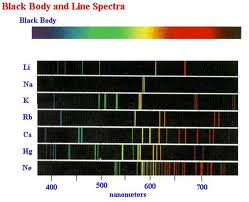 Black Body and Line Spectra
Black Body
Li
Na
K
Rb
Cs
Hg
Ne
400 500 600 700
nanometers